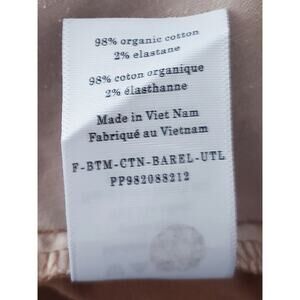 98% organic cotton
2% elastane
98% coton organique
2% élasthanne
Made in Viet Nam
Fabriqué au Vietnam
F-BTM-CTN-BAREL-UTL
PP982088212